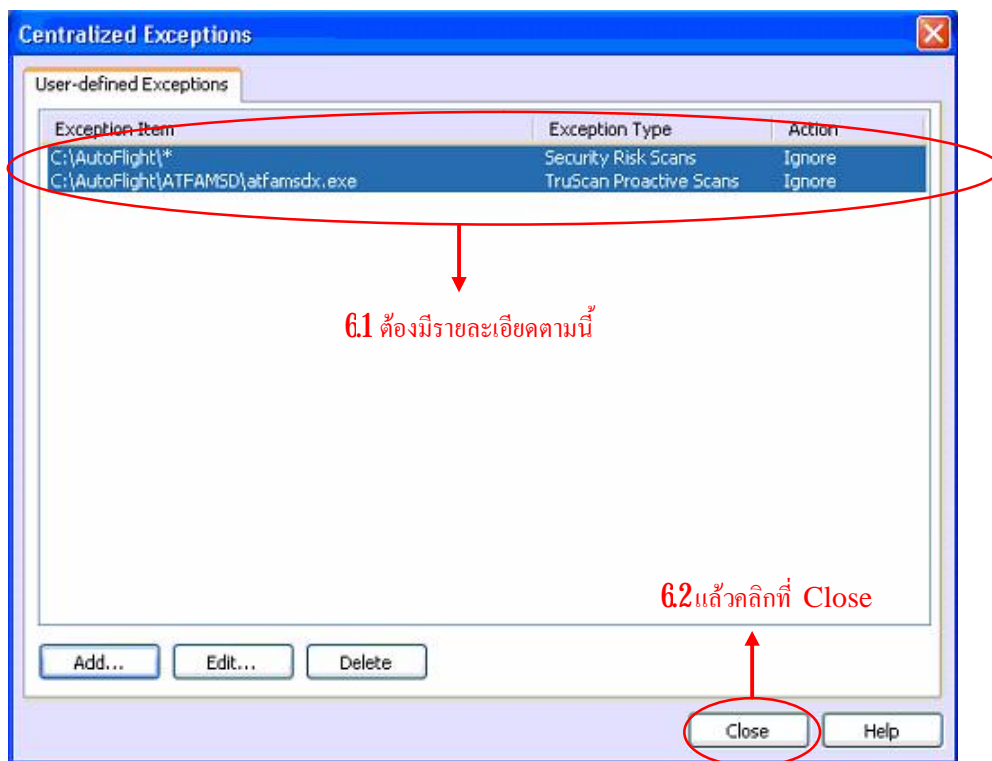 Centralized Exceptions
User-defined Exceptions
Exception Item Exception Type Action
C:\AutoFlight\* Security Risk Scans Ignore
C:\AutoFlight\ATFAMSD\atfamsdx.exe TruScan Proactive Scans Ignore
6.1 ต้องมีรายละเอียดตามนี้
6.2 แล้วคลิกที่ Close
Add... Edit... Delete
Close Help